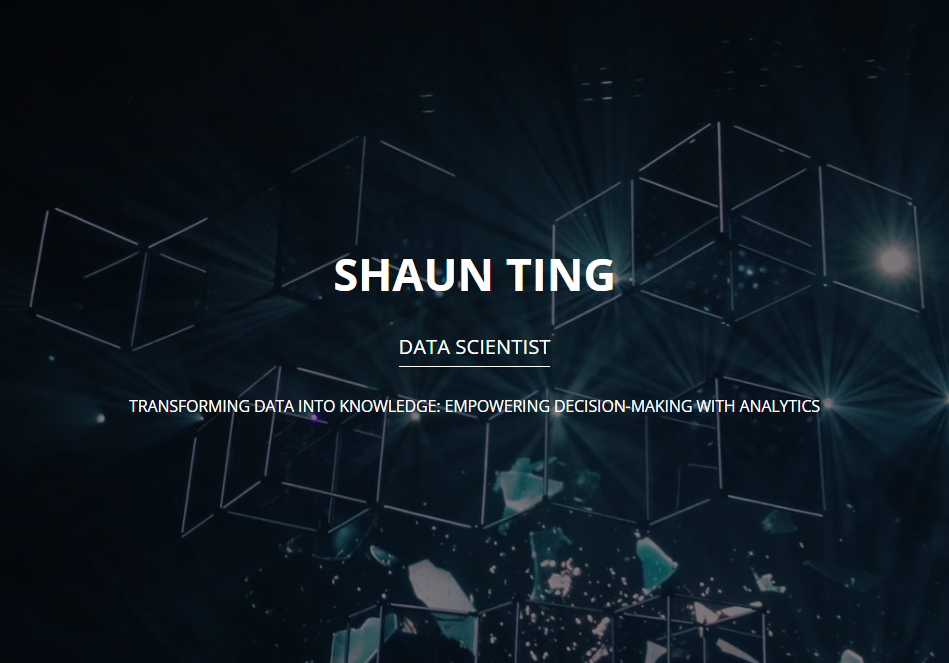 SHAUN TING
DATA SCIENTIST
TRANSFORMING DATA INTO KNOWLEDGE: EMPOWERING DECISION-MAKING WITH ANALYTICS